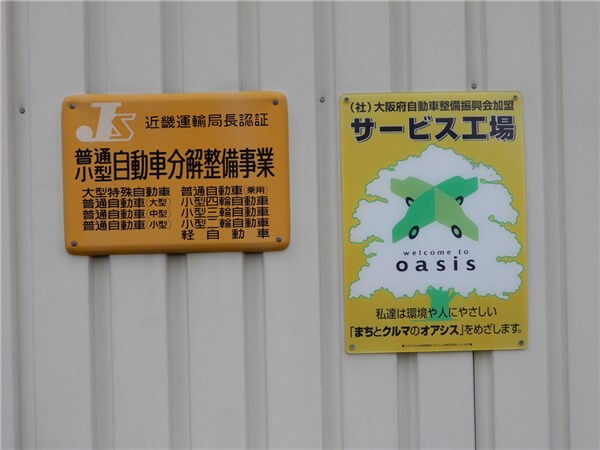 JS
近畿運輸局長認証
普通
小型
自動車分解整備事業
大型特殊自動車
普通自動車(大型)
普通自動車(中型)
普通自動車(小型)
普通自動車(乗用)
小型四輪自動車
小型三輪自動車
小型二輪自動車
軽自動車
(社)大阪府自動車整備振興会加盟
サービス工場
welcome to
oasis
私達は環境や人にやさしい
「まちとクルマのオアシス」をめざします。